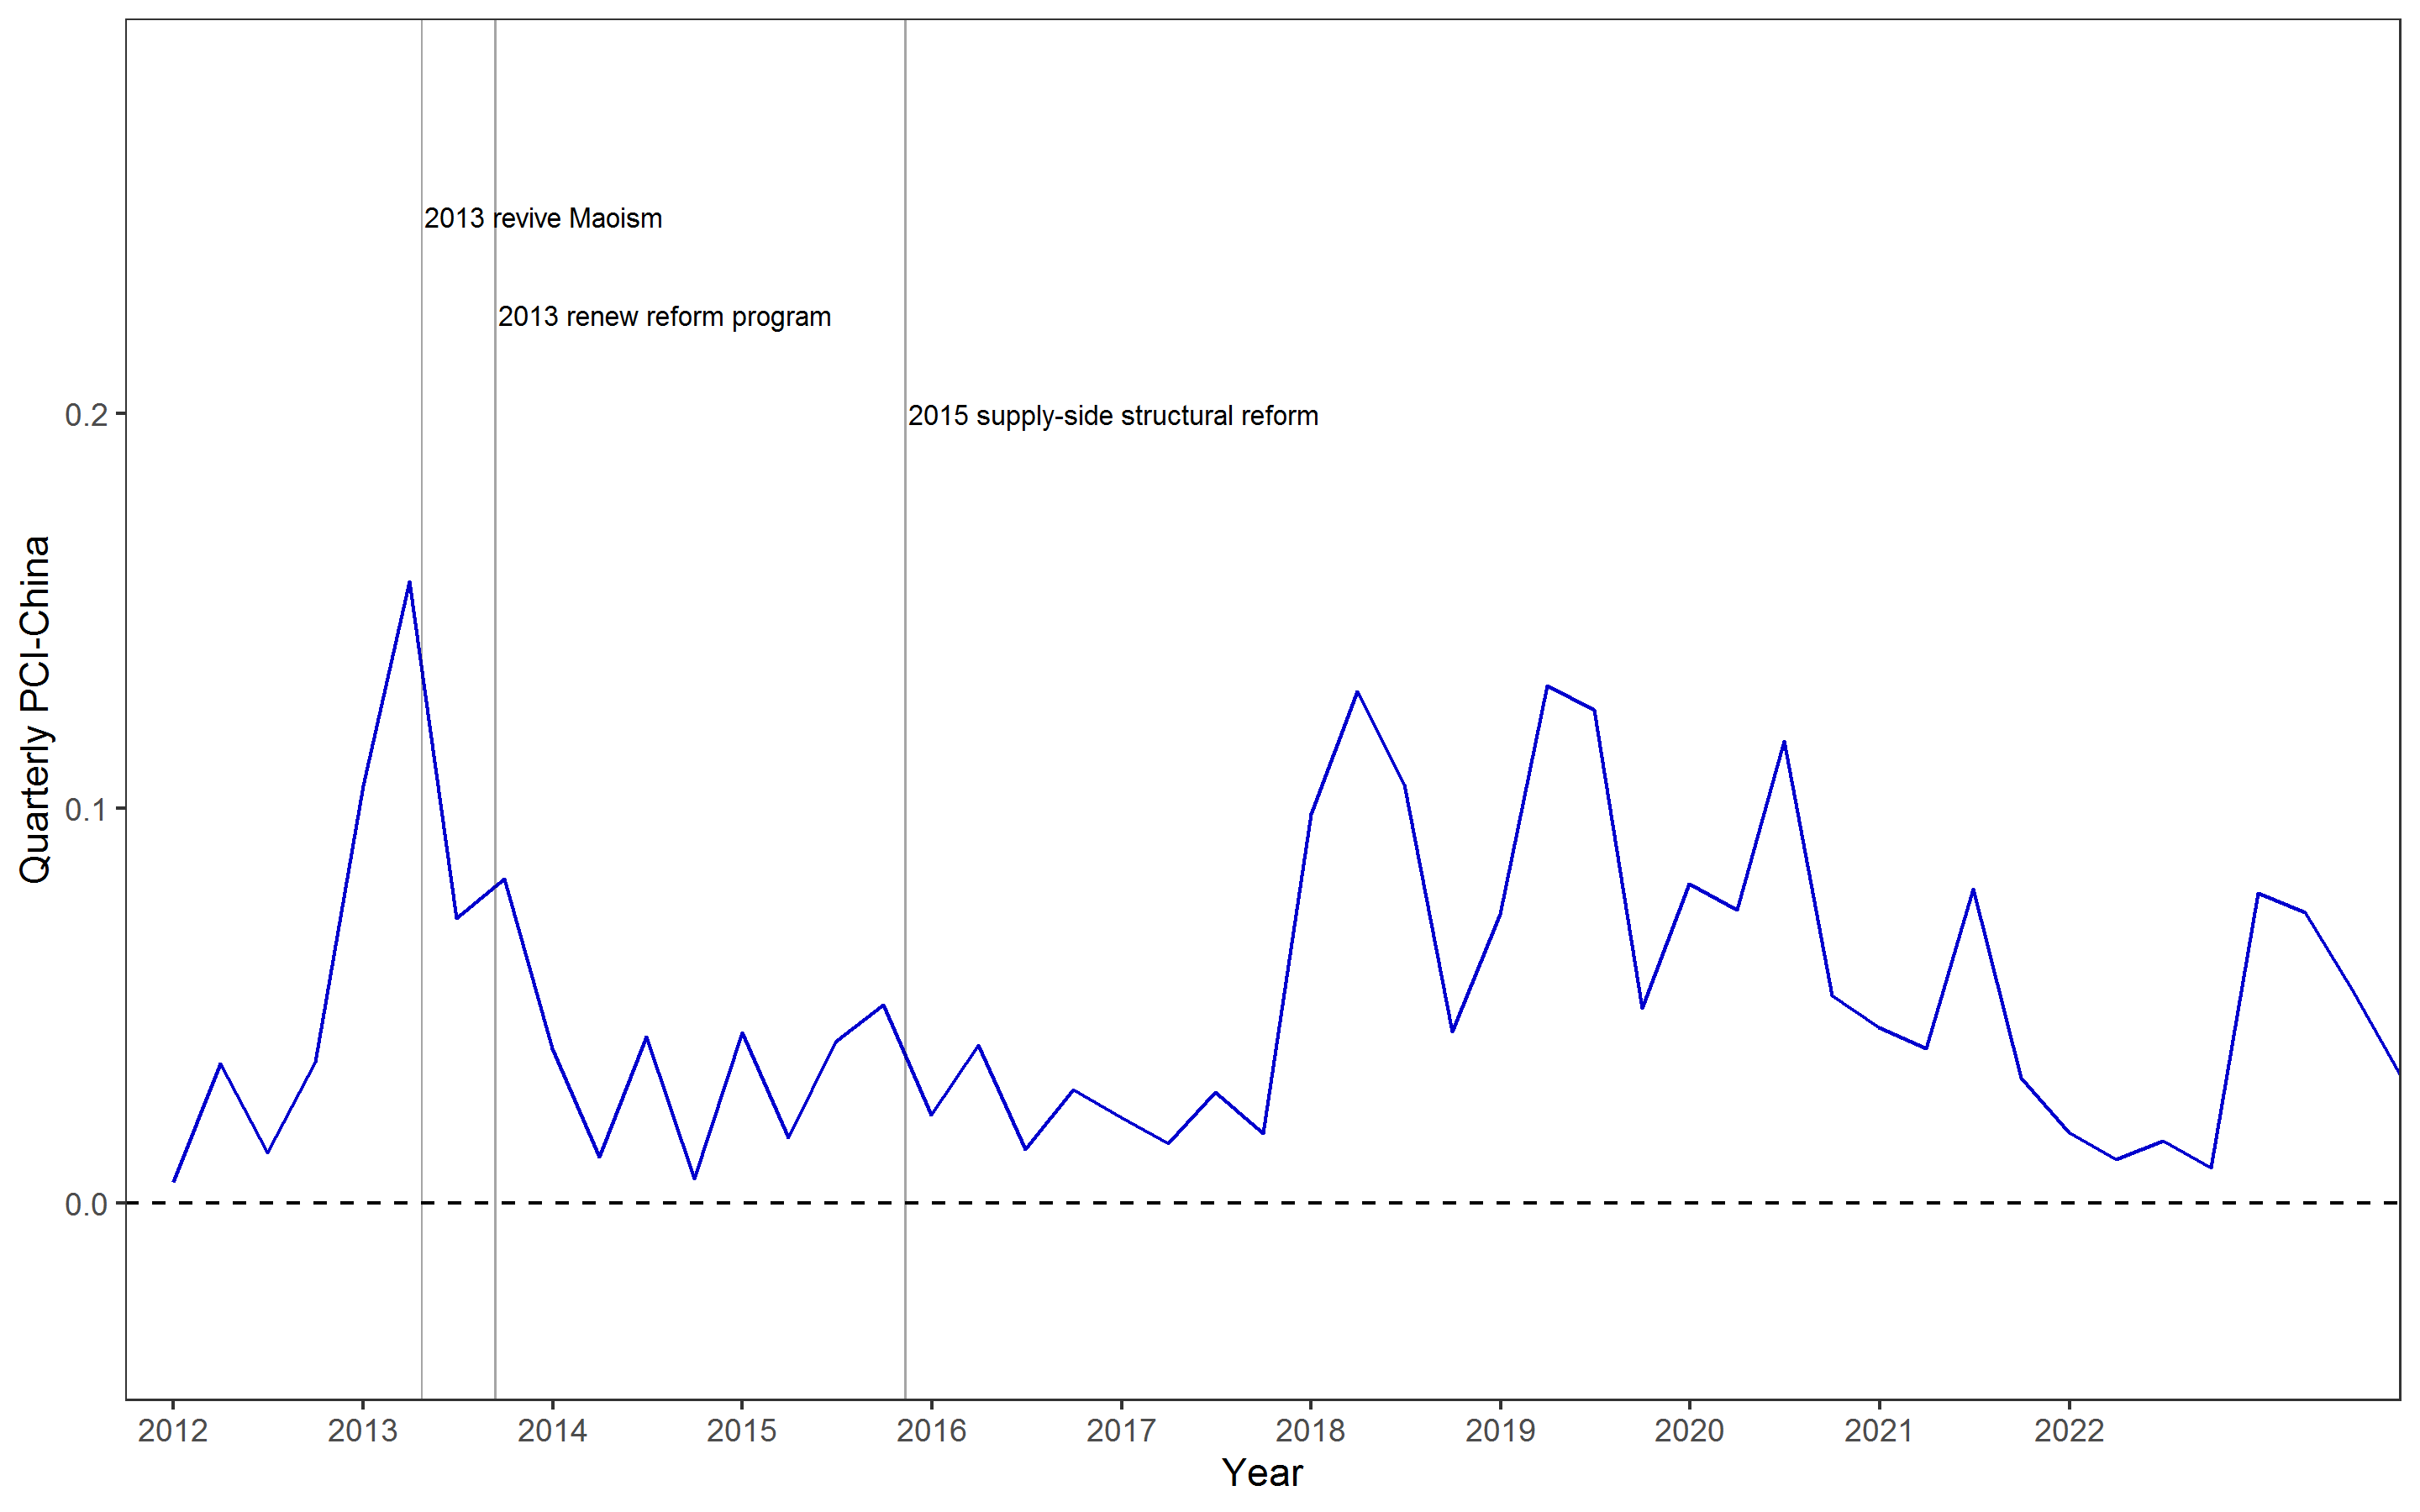 2013 revive Maoism
2013 renew reform program
2015 supply-side structural reform
Quarterly PCI-China
0.2
0.1
0.0
2012 2013 2014 2015 2016 2017 2018 2019 2020 2021 2022
Year